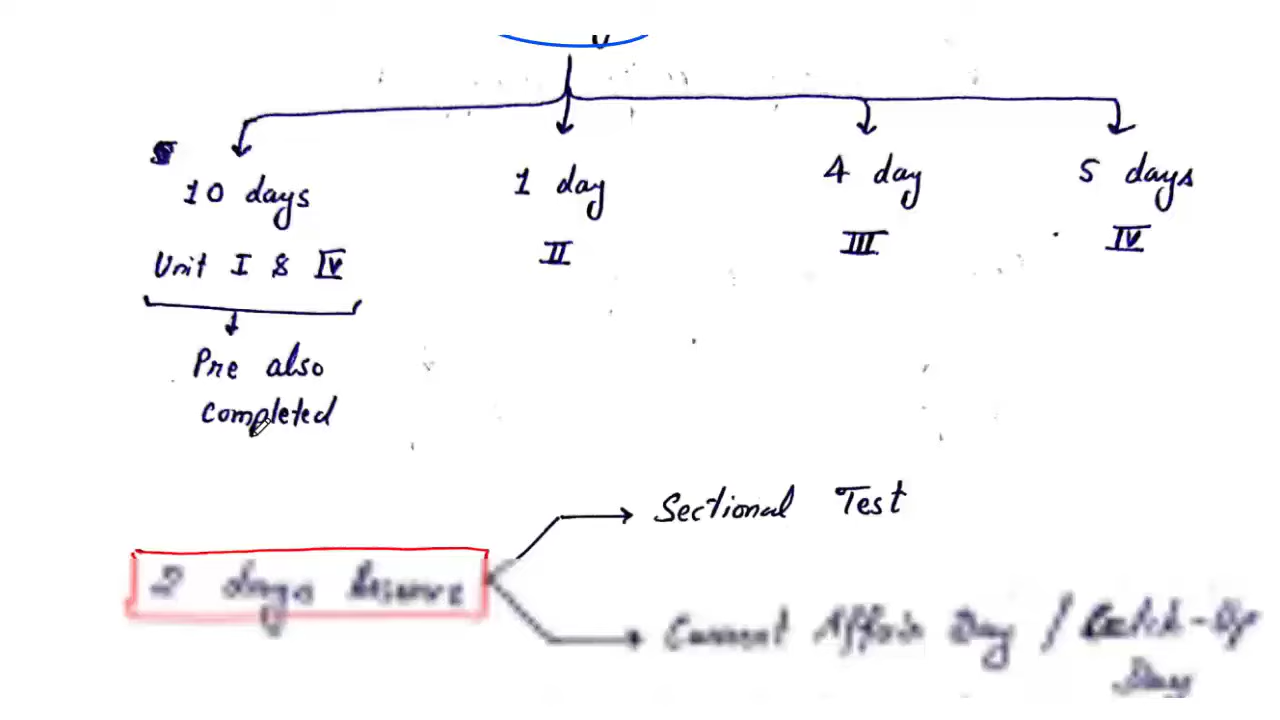 10 days
1 day
4 day
5 days
Unit I & IV
II
III
IV
Pre also
completed
Sectional Test
2 days Reserve
Current Affair Day / Catch-Up
Day